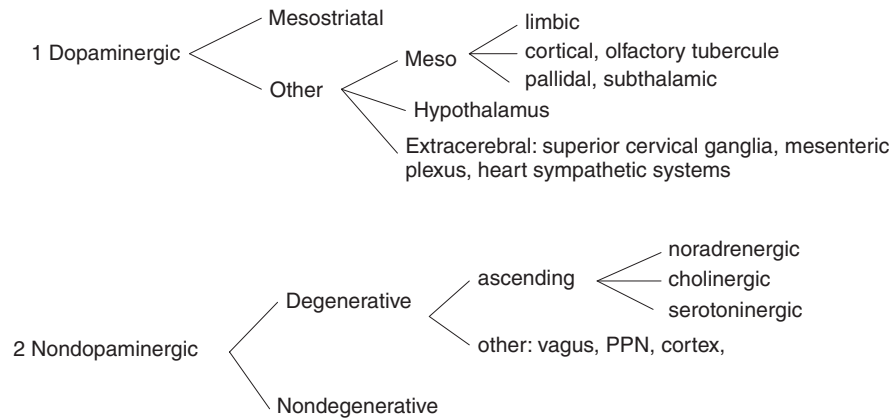 Mesostriatal
limbic
1 Dopaminergic
Meso
cortical, olfactory tubercule
Other
pallidal, subthalamic
Hypothalamus
Extracerebral: superior cervical ganglia, mesenteric
plexus, heart sympathetic systems
noradrenergic
ascending
cholinergic
Degenerative
serotoninergic
2 Nondopaminergic
other: vagus, PPN, cortex,
Nondegenerative